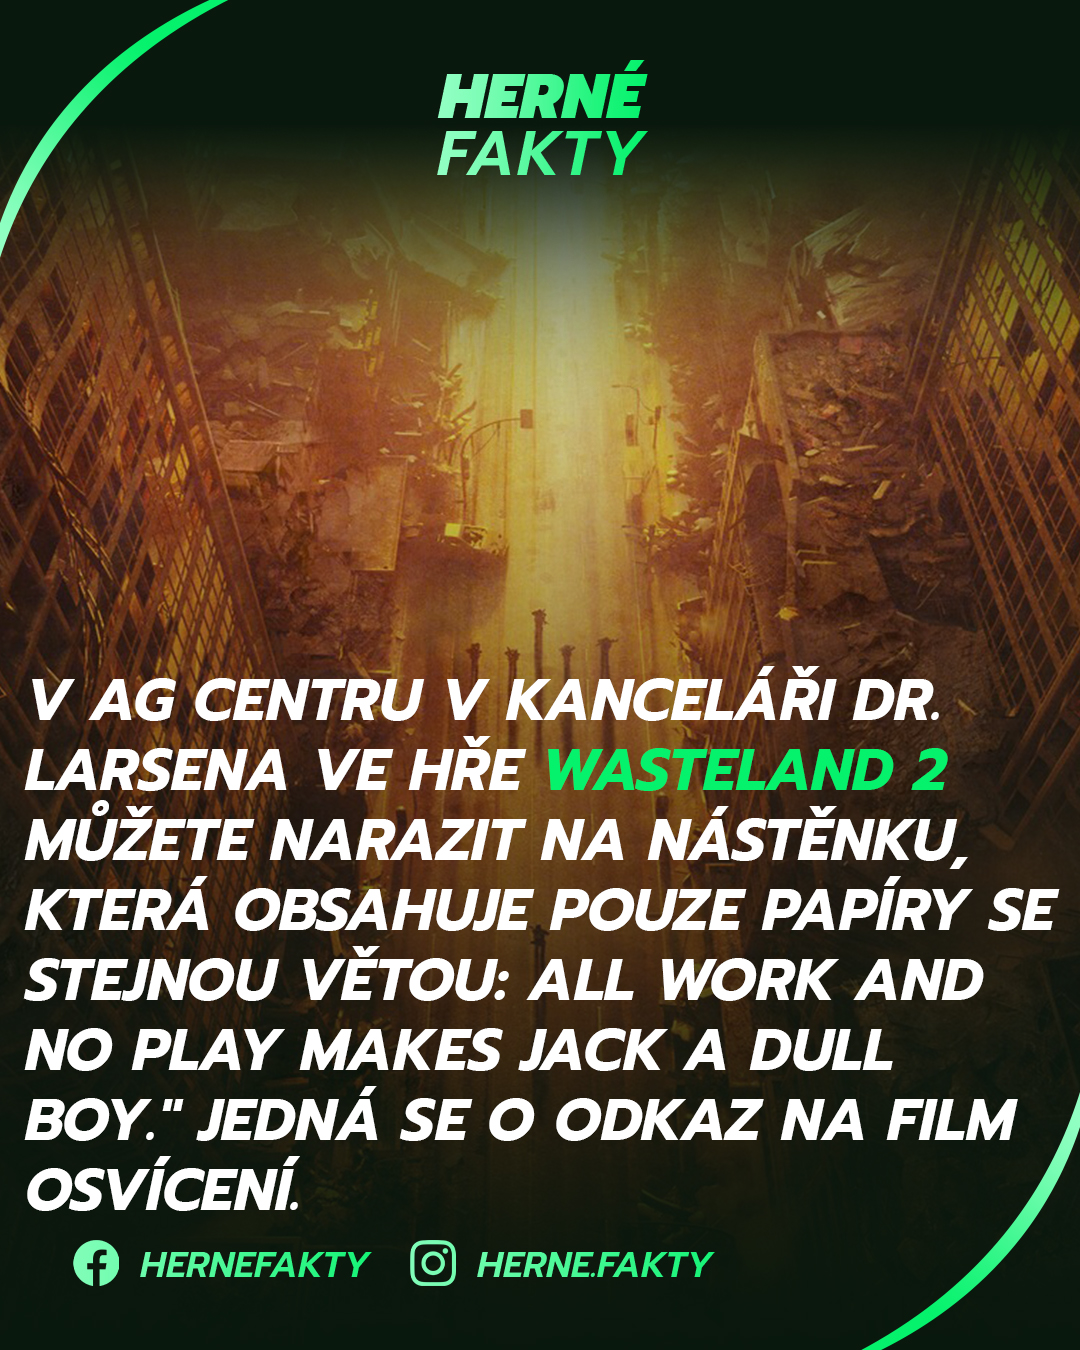 HERNÉ
FAKTY
V AG CENTRU V KANCELÁŘI DR.
LARSENA VE HŘE WASTELAND 2
MŮŽETE NARAZIT NA NÁSTĚNKU,
KTERÁ OBSAHUJE POUZE PAPÍRY SE
STEJNOU VĚTOU: ALL WORK AND
NO PLAY MAKES JACK A DULL
BOY." JEDNÁ SE O ODKAZ NA FILM
OSVÍCENÍ.
HERNEFAKTY HERNE.FAKTY